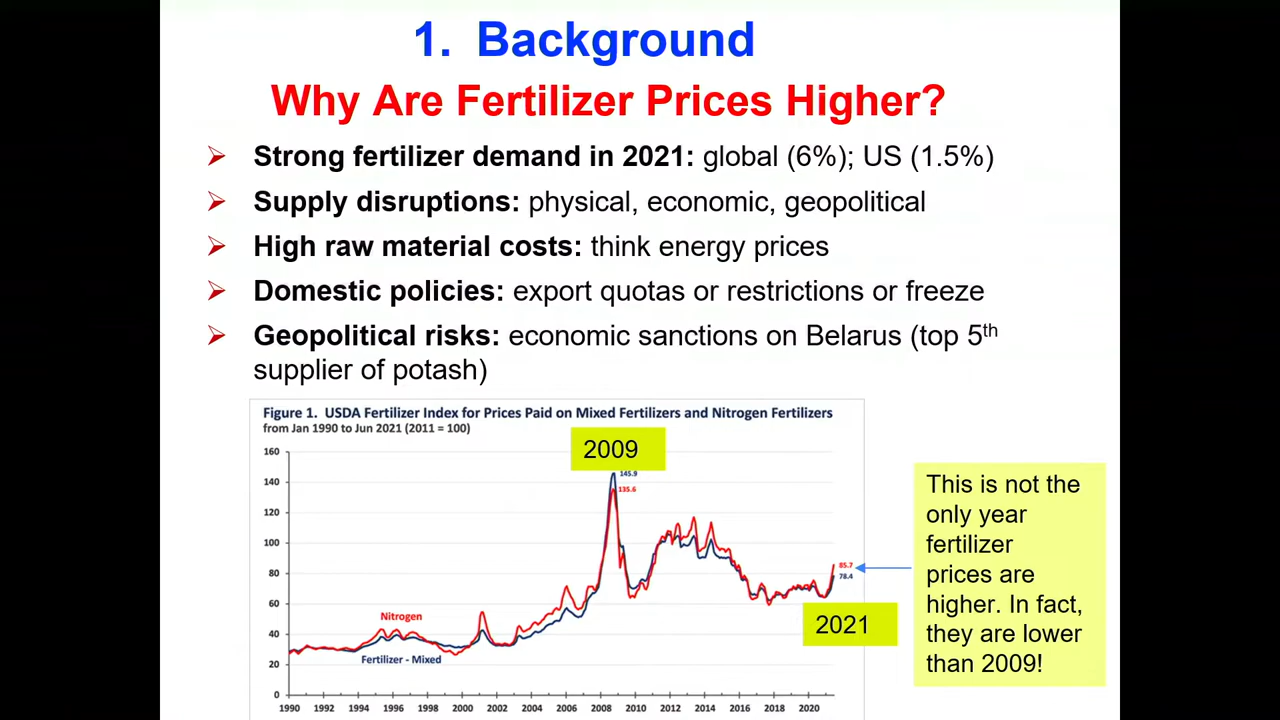 1. Background
Why Are Fertilizer Prices Higher?
Strong fertilizer demand in 2021: global (6%); US (1.5%)
Supply disruptions: physical, economic, geopolitical
High raw material costs: think energy prices
Domestic policies: export quotas or restrictions or freeze
Geopolitical risks: economic sanctions on Belarus (top 5th
supplier of potash)
Figure 1. USDA Fertilizer Index for Prices Paid on Mixed Fertilizers and Nitrogen Fertilizers
from Jan 1990 to Jun 2021 (2011 = 100)
160
140
120
100
80
60
40
20
0
2009
145.9
135.6
Nitrogen
Fertilizer - Mixed
85.7
78.4
2021
1990 1992 1994 1996 1998 2000 2002 2004 2006 2008 2010 2012 2014 2016 2018 2020
This is not the
only year
fertilizer
prices are
higher. In fact,
they are lower
than 2009!